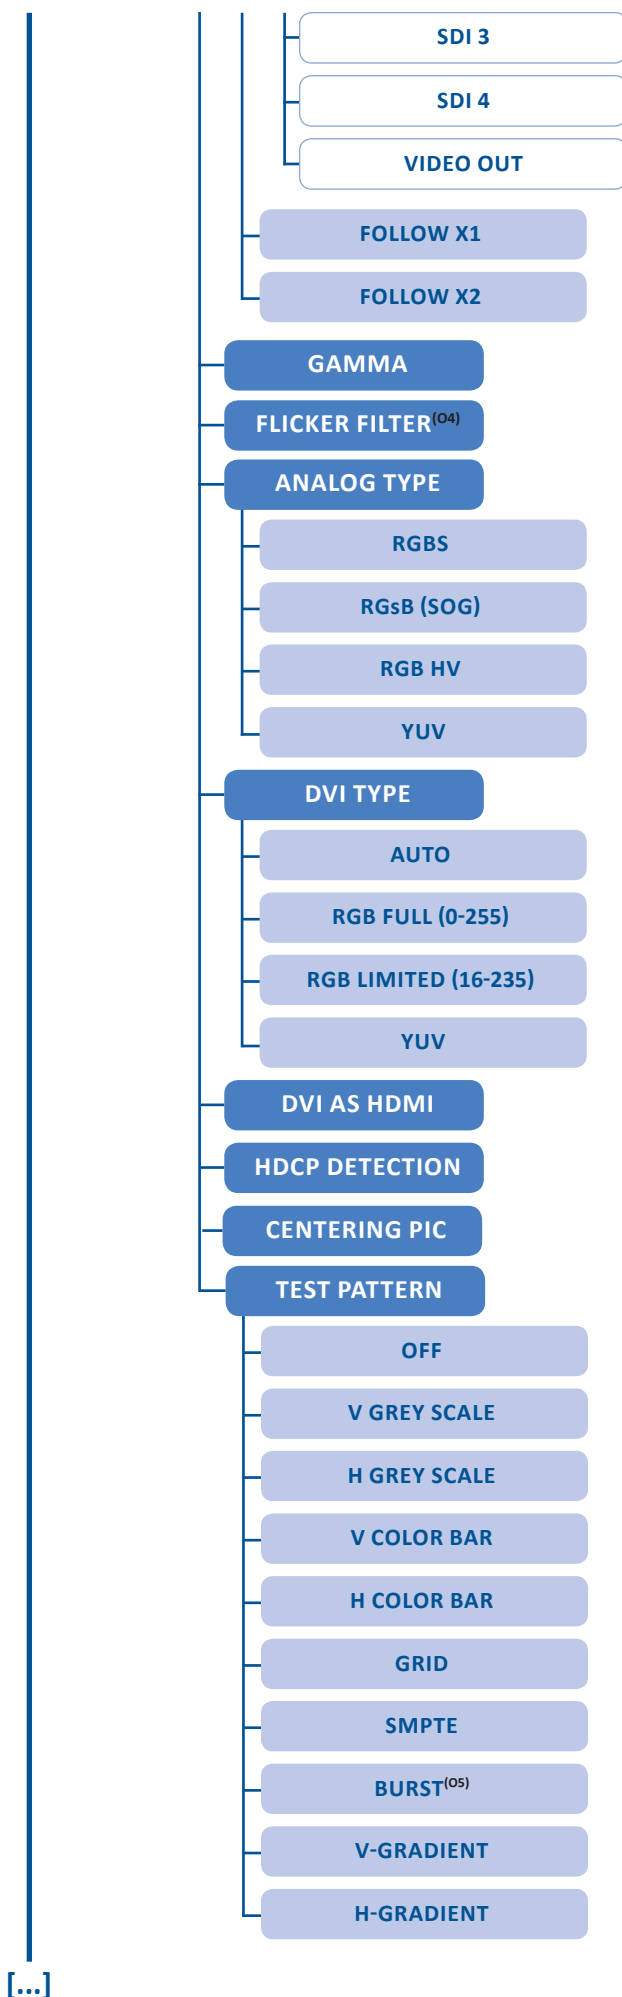 SDI 3
SDI 4
VIDEO OUT
FOLLOW X1
FOLLOW X2
GAMMA
FLICKER FILTER(O4)
ANALOG TYPE
RGBS
RGsB (SOG)
RGB HV
YUV
DVI TYPE
AUTO
RGB FULL (0-255)
RGB LIMITED (16-235)
YUV
DVI AS HDMI
HDCP DETECTION
CENTERING PIC
TEST PATTERN
OFF
V GREY SCALE
H GREY SCALE
V COLOR BAR
H COLOR BAR
GRID
SMPTE
BURST(O5)
V-GRADIENT
H-GRADIENT
[...]